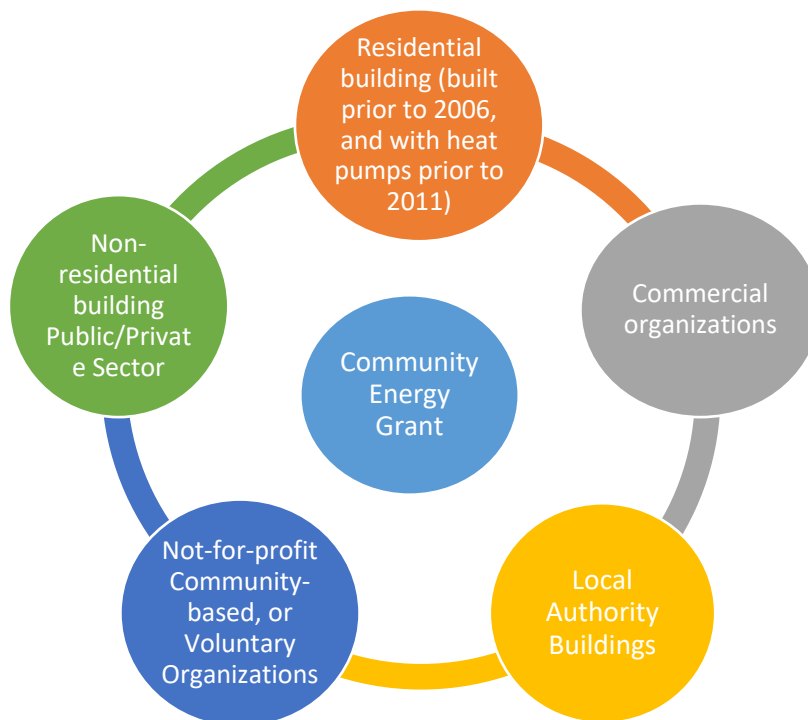 Residential
building (built
prior to 2006,
and with heat
pumps prior to
2011)
Commercial
organizations
Local
Authority
Buildings
Not-for-profit
Community-
based, or
Voluntary
Organizations
Non-
residential
building
Public/Privat
e Sector
Community
Energy
Grant